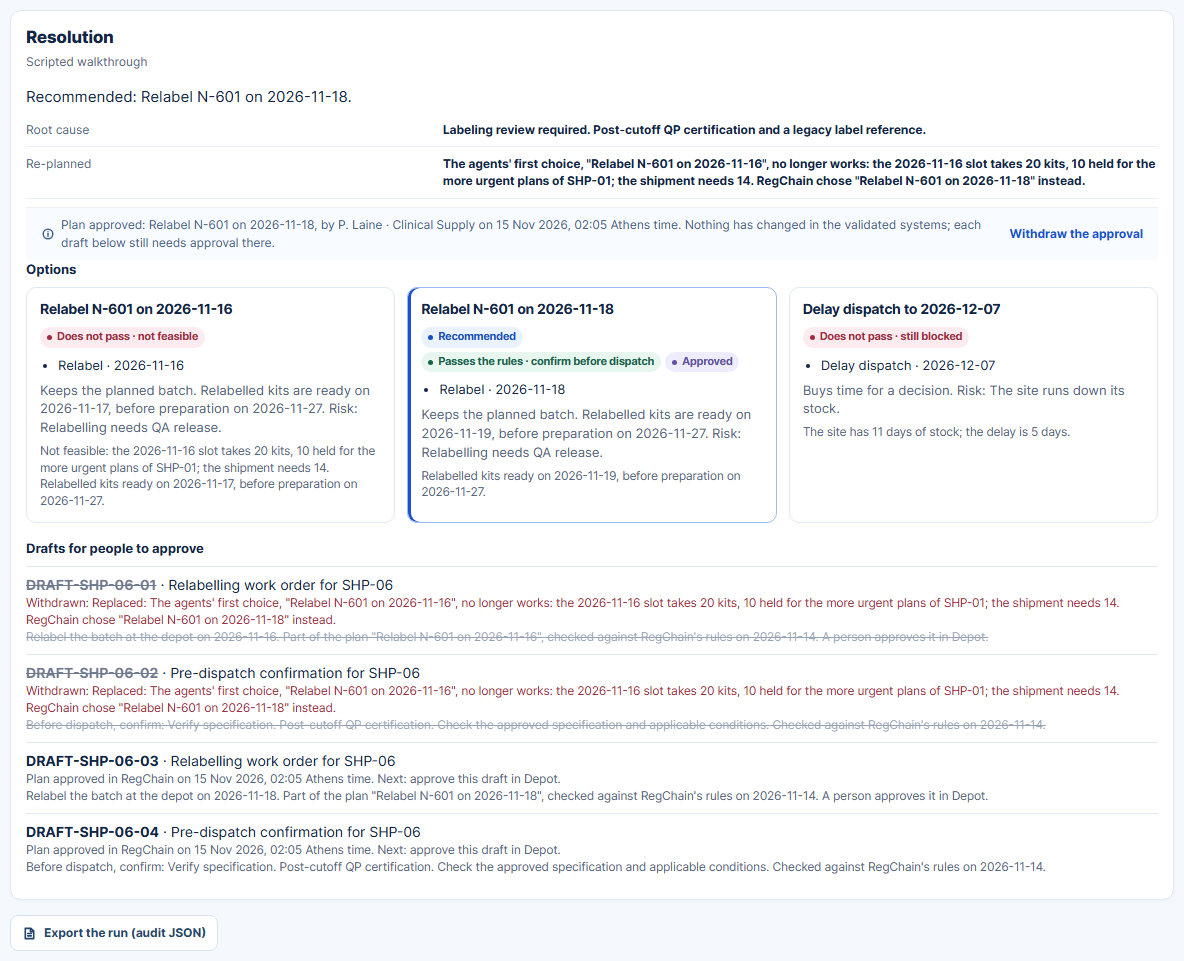 Resolution
Scripted walkthrough
Recommended: Relabel N-601 on 2026-11-18.
Root cause
Labeling review required. Post-cutoff QP certification and a legacy label reference.
Re-planned
The agents' first choice, "Relabel N-601 on 2026-11-16", no longer works: the 2026-11-16 slot takes 20 kits, 10 held for the
more urgent plans of SHP-01; the shipment needs 14. RegChain chose "Relabel N-601 on 2026-11-18" instead.
Plan approved: Relabel N-601 on 2026-11-18, by P. Laine · Clinical Supply on 15 Nov 2026, 02:05 Athens time. Nothing has changed in the validated systems; each
draft below still needs approval there.
Withdraw the approval
Options
Relabel N-601 on 2026-11-16
Does not pass · not feasible
• Relabel · 2026-11-16
Keeps the planned batch. Relabelled kits are ready on
2026-11-17, before preparation on 2026-11-27. Risk:
Relabelling needs QA release.
Not feasible: the 2026-11-16 slot takes 20 kits, 10 held for the
more urgent plans of SHP-01; the shipment needs 14.
Relabelled kits ready on 2026-11-17, before preparation on
2026-11-27.
Relabel N-601 on 2026-11-18
Recommended
Passes the rules · confirm before dispatch
Approved
• Relabel · 2026-11-18
Keeps the planned batch. Relabelled kits are ready on
2026-11-19, before preparation on 2026-11-27. Risk:
Relabelling needs QA release.
Relabelled kits ready on 2026-11-19, before preparation on
2026-11-27.
Delay dispatch to 2026-12-07
Does not pass · still blocked
• Delay dispatch · 2026-12-07
Buys time for a decision. Risk: The site runs down its
stock.
The site has 11 days of stock; the delay is 5 days.
Drafts for people to approve
DRAFT-SHP-06-01 · Relabelling work order for SHP-06
Withdrawn: Replaced: The agents' first choice, "Relabel N-601 on 2026-11-16", no longer works: the 2026-11-16 slot takes 20 kits, 10 held for the more urgent plans of SHP-01; the shipment needs 14.
RegChain chose "Relabel N-601 on 2026-11-18" instead.
Relabel the batch at the depot on 2026-11-16. Part of the plan "Relabel N-601 on 2026-11-16", checked against RegChain's rules on 2026-11-14. A person approves it in Depot.
DRAFT-SHP-06-02 · Pre-dispatch confirmation for SHP-06
Withdrawn: Replaced: The agents' first choice, "Relabel N-601 on 2026-11-16", no longer works: the 2026-11-16 slot takes 20 kits, 10 held for the more urgent plans of SHP-01; the shipment needs 14.
RegChain chose "Relabel N-601 on 2026-11-18" instead.
Before dispatch, confirm: Verify specification. Post-cutoff QP certification. Check the approved specification and applicable conditions. Checked against RegChain's rules on 2026-11-14.
DRAFT-SHP-06-03 · Relabelling work order for SHP-06
Plan approved in RegChain on 15 Nov 2026, 02:05 Athens time. Next: approve this draft in Depot.
Relabel the batch at the depot on 2026-11-18. Part of the plan "Relabel N-601 on 2026-11-18", checked against RegChain's rules on 2026-11-14. A person approves it in Depot.
DRAFT-SHP-06-04 · Pre-dispatch confirmation for SHP-06
Plan approved in RegChain on 15 Nov 2026, 02:05 Athens time. Next: approve this draft in Depot.
Before dispatch, confirm: Verify specification. Post-cutoff QP certification. Check the approved specification and applicable conditions. Checked against RegChain's rules on 2026-11-14.
Export the run (audit JSON)